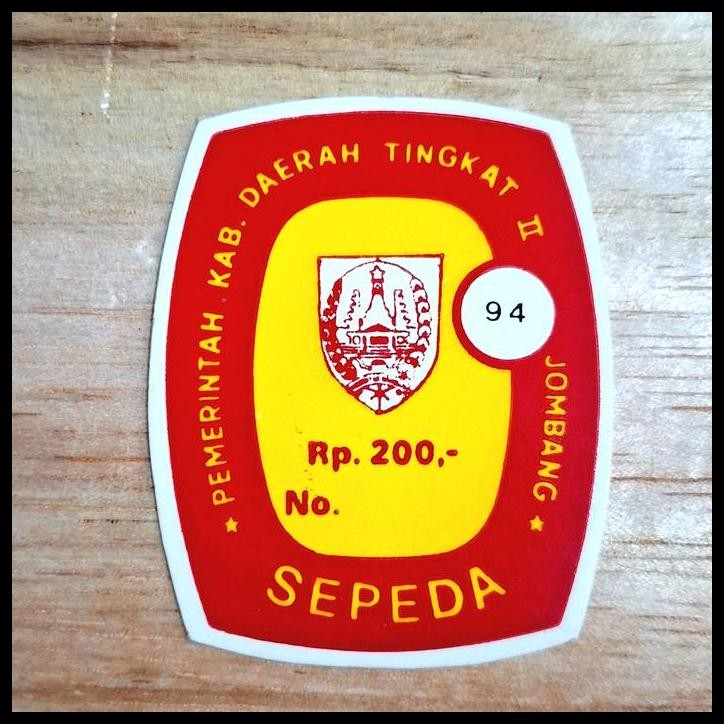 PEMERINTAH KAB. DAERAH TINGKAT II
JOMBANG
94
Rp. 200,-
No.
SEPEDA